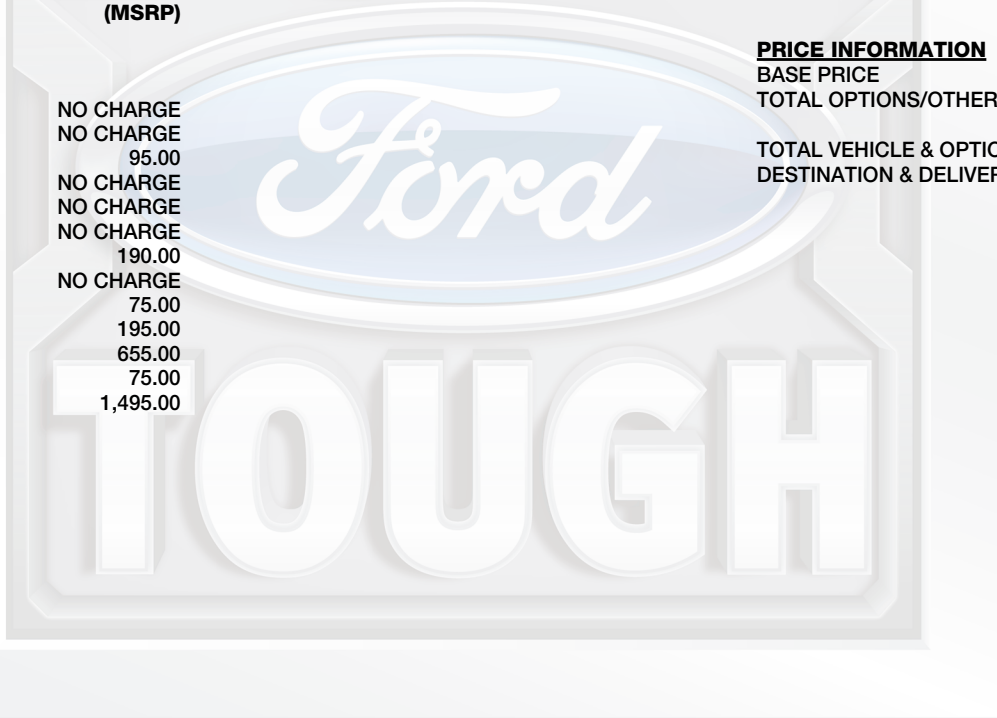 (MSRP)
NO CHARGE
NO CHARGE
95.00
NO CHARGE
NO CHARGE
NO CHARGE
190.00
NO CHARGE
75.00
195.00
655.00
75.00
1,495.00
PRICE INFORMATION
BASE PRICE
TOTAL OPTIONS/OTHER
TOTAL VEHICLE & OPTIO
DESTINATION & DELIVER
Ford
TOUGH